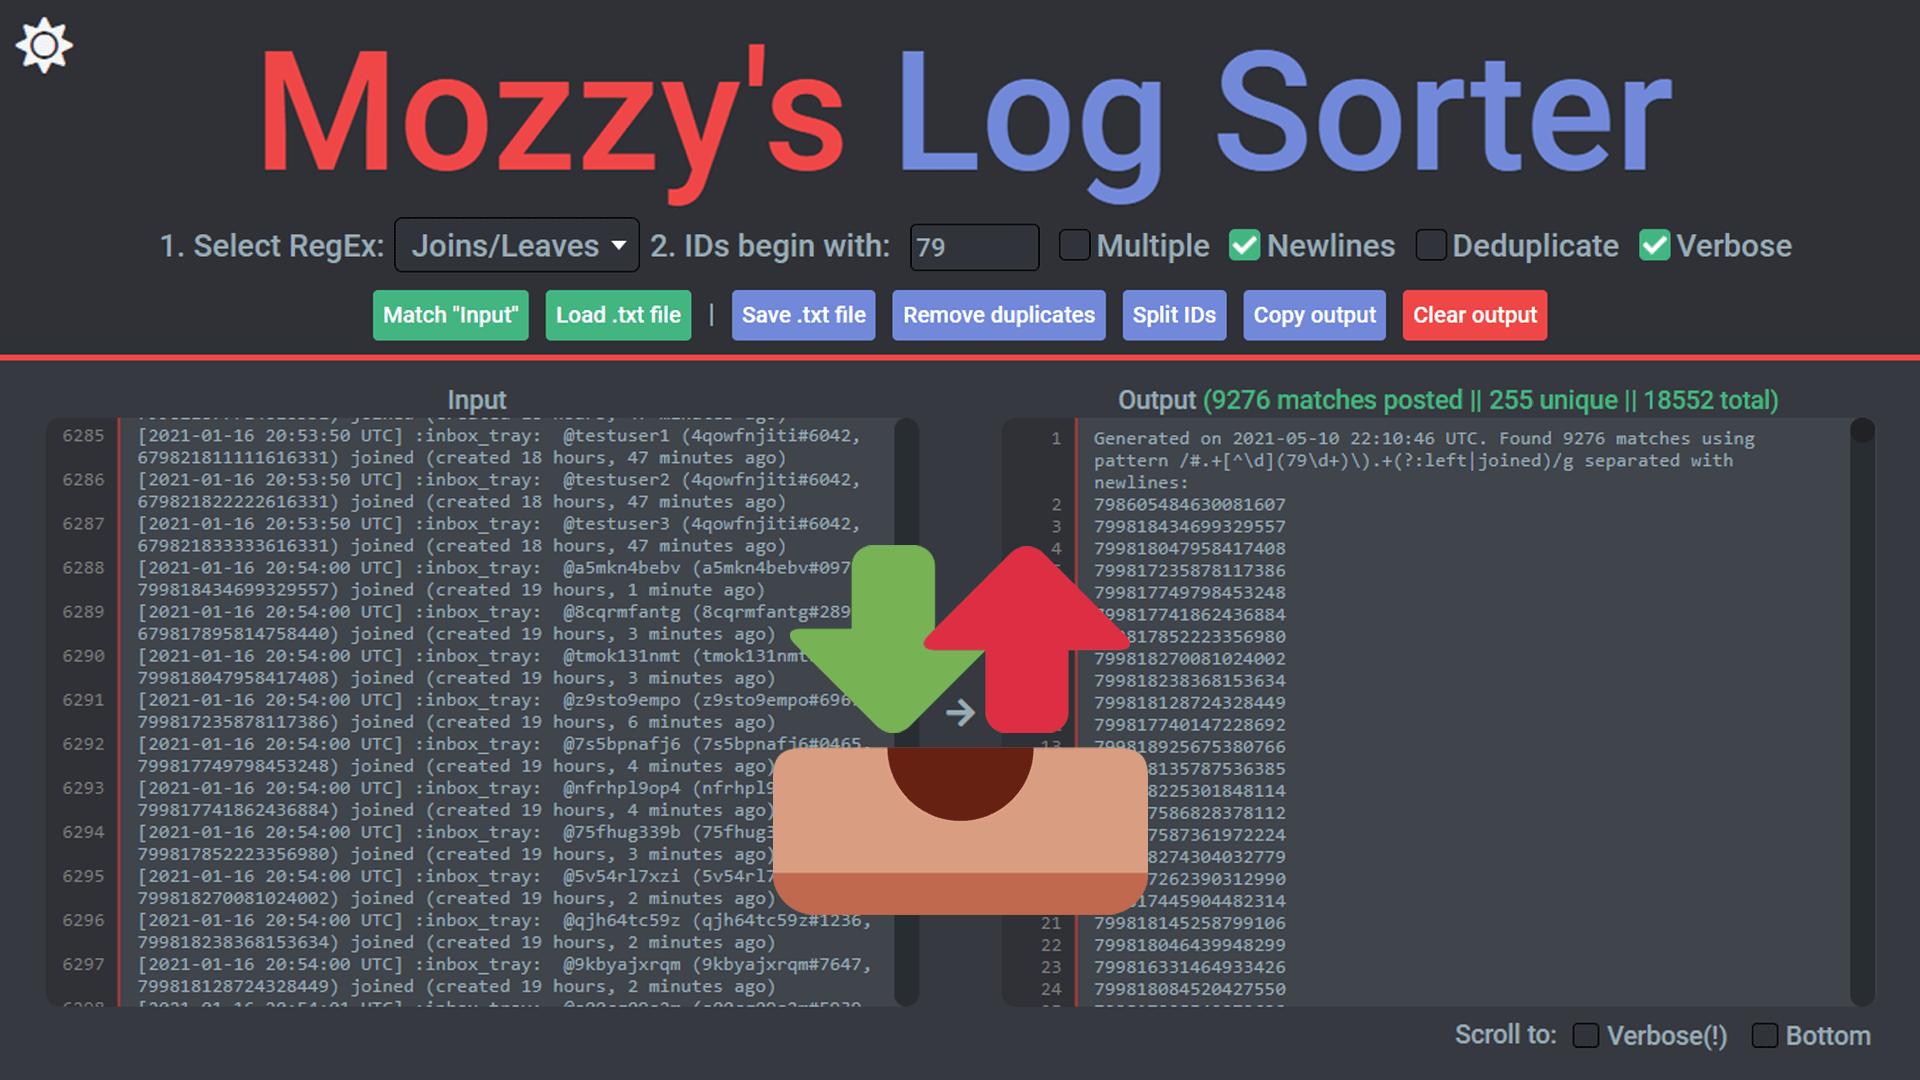 Mozzy's Log Sorter
1. Select RegEx: Joins/Leaves 2. IDs begin with: 79 Multiple Newlines Deduplicate Verbose
Match "Input" Load .txt file | Save .txt file Remove duplicates Split IDs Copy output Clear output
Input
6285 [2021-01-16 20:53:50 UTC] :inbox_tray: @testuser1 (4qowfnjiti#6042,
679821811111616331) joined (created 18 hours, 47 minutes ago)
6286 [2021-01-16 20:53:50 UTC] :inbox_tray: @testuser2 (4qowfnjiti#6042,
679821822222616331) joined (created 18 hours, 47 minutes ago)
6287 [2021-01-16 20:53:50 UTC] :inbox_tray: @testuser3 (4qowfnjiti#6042,
679821833333616331) joined (created 18 hours, 47 minutes ago)
6288 [2021-01-16 20:54:00 UTC] :inbox_tray: @a5mkn4bebv (a5mkn4bebv#097
799818434699329557) joined (created 19 hours, 1 minute ago)
6289 [2021-01-16 20:54:00 UTC] :inbox_tray: @8cqrmfantg (8cqrmfantg#289
679817895814758440) joined (created 19 hours, 3 minutes ago)
6290 [2021-01-16 20:54:00 UTC] :inbox_tray: @tmok131nmt (tmok131nmt
799818047958417408) joined (created 19 hours, 3 minutes ago)
6291 [2021-01-16 20:54:00 UTC] :inbox_tray: @z9sto9empo (z9sto9empo#696
799817235878117386) joined (created 19 hours, 6 minutes ago)
6292 [2021-01-16 20:54:00 UTC] :inbox_tray: @7s5bpnafj6 (7s5bpnafj6#0465,
799817749798453248) joined (created 19 hours, 4 minutes ago)
6293 [2021-01-16 20:54:00 UTC] :inbox_tray: @nfrhpl9op4 (nfrhpl9
799817741862436884) joined (created 19 hours, 4 minutes ago)
6294 [2021-01-16 20:54:00 UTC] :inbox_tray: @75fhug339b (75fhug3
799817852223356980) joined (created 19 hours, 3 minutes ago)
6295 [2021-01-16 20:54:00 UTC] :inbox_tray: @5v54rl7xzi (5v54rl7
799818270081024002) joined (created 19 hours, 2 minutes ago)
6296 [2021-01-16 20:54:00 UTC] :inbox_tray: @qjh64tc59z (qjh64tc59z#1236,
799818238368153634) joined (created 19 hours, 2 minutes ago)
6297 [2021-01-16 20:54:00 UTC] :inbox_tray: @9kbyajxrqm (9kbyajxrqm#7647,
799818128724328449) joined (created 19 hours, 2 minutes ago)
Output (9276 matches posted || 255 unique || 18552 total)
1 Generated on 2021-05-10 22:10:46 UTC. Found 9276 matches using
pattern /#.+[^\d](79\d+)\).+(?:left|joined)/g separated with
newlines:
2 798605484630081607
3 799818434699329557
4 799818047958417408
799817235878117386
799817749798453248
799817741862436884
817852223356980
799818270081024002
799818238368153634
799818128724328449
799817740147228692
13 799818925675380766
8135787536385
8225301848114
7586828378112
7587361972224
8274304032779
7262390312990
17445904482314
21 799818145258799106
22 799818046439948299
23 799816331464933426
24 799818084520427550
Scroll to: Verbose(!) Bottom